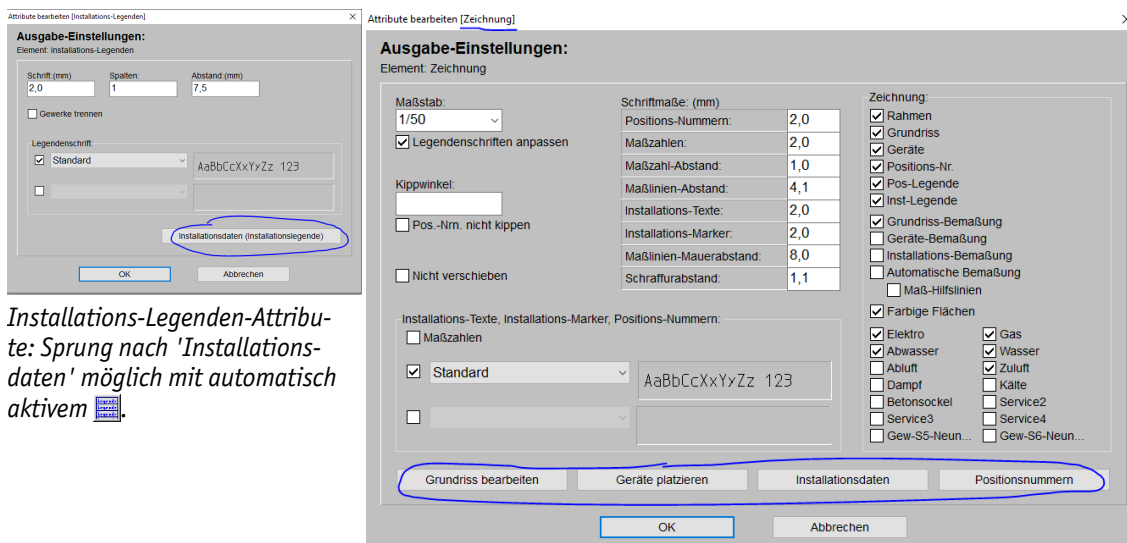 Attribute bearbeiten [Installations-Legenden]
Ausgabe-Einstellungen:
Element: Installations-Legenden
Schrift:(mm) Spalten: Abstand:(mm)
2,0 1 7,5
Gewerke trennen
Legendenschrift:
Standard AaBbCcXxYyZz 123
Installationsdaten (Installationslegende)
OK Abbrechen
Installations-Legenden-Attribu-
te: Sprung nach 'Installations-
daten' möglich mit automatisch
aktivem .
Attribute bearbeiten [Zeichnung]
Ausgabe-Einstellungen:
Element: Zeichnung
Maßstab:
1/50
Legendenschriften anpassen
Kippwinkel:
Pos.-Nrn. nicht kippen
Nicht verschieben
Schriftmaße: (mm)
Positions-Nummern: 2,0
Maßzahlen: 2,0
Maßzahl-Abstand: 1,0
Maßlinien-Abstand: 4,1
Installations-Texte: 2,0
Installations-Marker: 2,0
Maßlinien-Mauerabstand: 8,0
Schraffurabstand: 1,1
Installations-Texte, Installations-Marker, Positions-Nummern:
Maßzahlen
Standard AaBbCcXxYyZz 123
Zeichnung:
Rahmen
Grundriss
Geräte
Positions-Nr.
Pos-Legende
Inst-Legende
Grundriss-Bemaßung
Geräte-Bemaßung
Installations-Bemaßung
Automatische Bemaßung
Maß-Hilfslinien
Farbige Flächen
Elektro Gas
Abwasser Wasser
Abluft Zuluft
Dampf Kälte
Betonsockel Service2
Service3 Service4
Gew-S5-Neun... Gew-S6-Neun...
Grundriss bearbeiten Geräte platzieren Installationsdaten Positionsnummern
OK Abbrechen